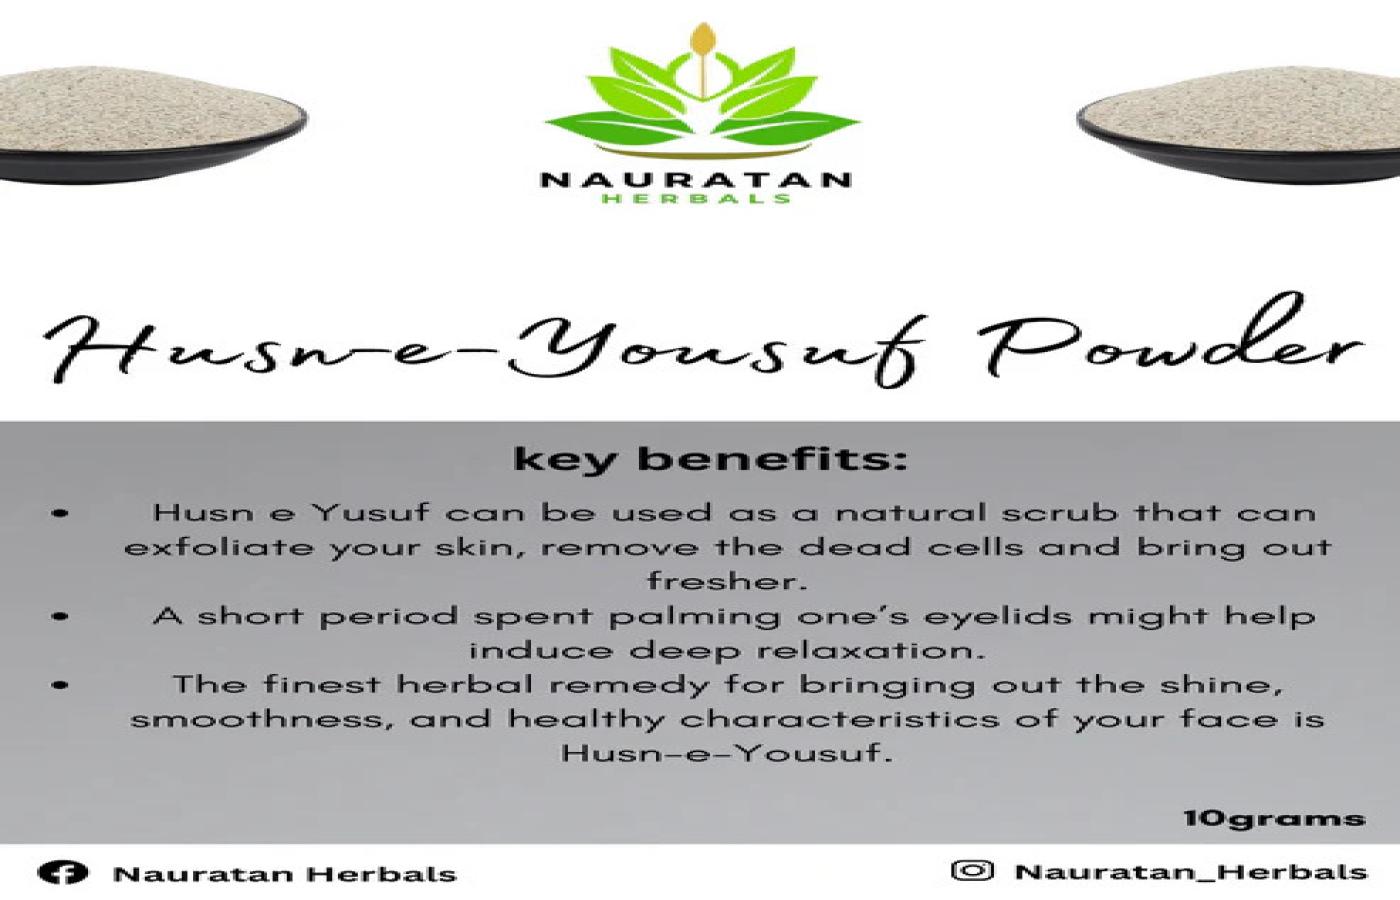 NAURATAN
HERBALS
Husn-e-Yousuf Powder
key benefits:
• Husn e Yusuf can be used as a natural scrub that can
exfoliate your skin, remove the dead cells and bring out
fresher.
• A short period spent palming one's eyelids might help
induce deep relaxation.
• The finest herbal remedy for bringing out the shine,
smoothness, and healthy characteristics of your face is
Husn-e-Yousuf.
10grams
Nauratan Herbals
Nauratan_Herbals